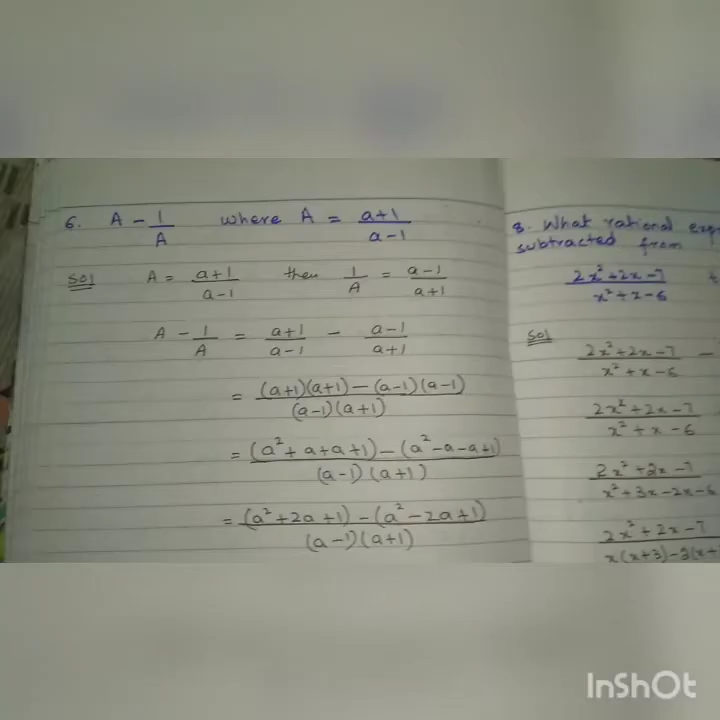 6. A - 1/A where A = a+1/a-1
Sol A = a+1/a-1 then 1/A = a-1/a+1
A - 1/A = a+1/a-1 - a-1/a+1
= (a+1)(a+1) - (a-1)(a-1)/(a-1)(a+1)
= (a²+a+a+1) - (a²-a-a+1)/(a-1)(a+1)
= (a²+2a+1) - (a²-2a+1)/(a-1)(a+1)
8. What rational
subtracted from
2x²+2x-7/x²+x-6
Sol
2x²+2x-7/x²+x-6 -
2x²+2x-7/x²+x-6
2x²+2x-7/x²+3x-2x-6
2x²+2x-7/x(x+3)-2(x+
InShOt